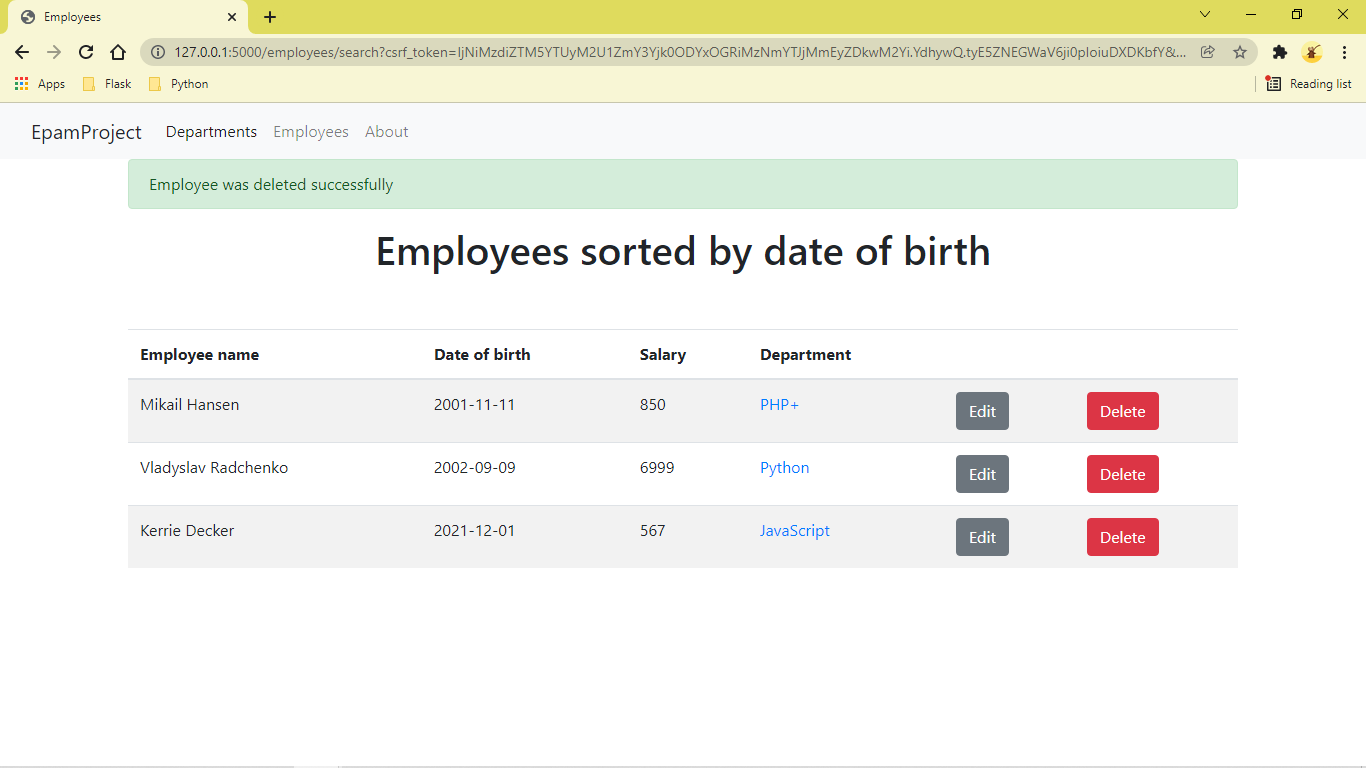 Employees
127.0.0.1:5000/employees/search?csrf_token=IjNiMzdiZTM5YTUyM2U1ZmY3Yjk0ODYxOGRiMzNmYTJjMmEyZDkwM2Yi.YdhywQ.tyE5ZNEGWaV6ji0pIoiuDXDKbfY&...
Apps Flask Python Reading list
EpamProject Departments Employees About
Employee was deleted successfully
Employees sorted by date of birth
Employee name Date of birth Salary Department
Mikail Hansen 2001-11-11 850 PHP+ Edit Delete
Vladyslav Radchenko 2002-09-09 6999 Python Edit Delete
Kerrie Decker 2021-12-01 567 JavaScript Edit Delete